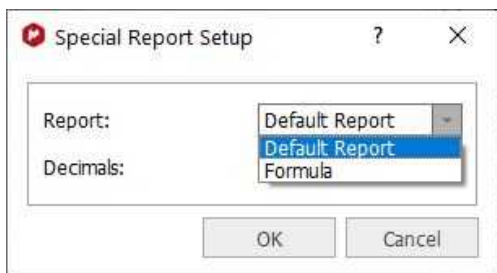 Special Report Setup ?
Report: Default Report
Default Report
Decimals: Formula
OK Cancel